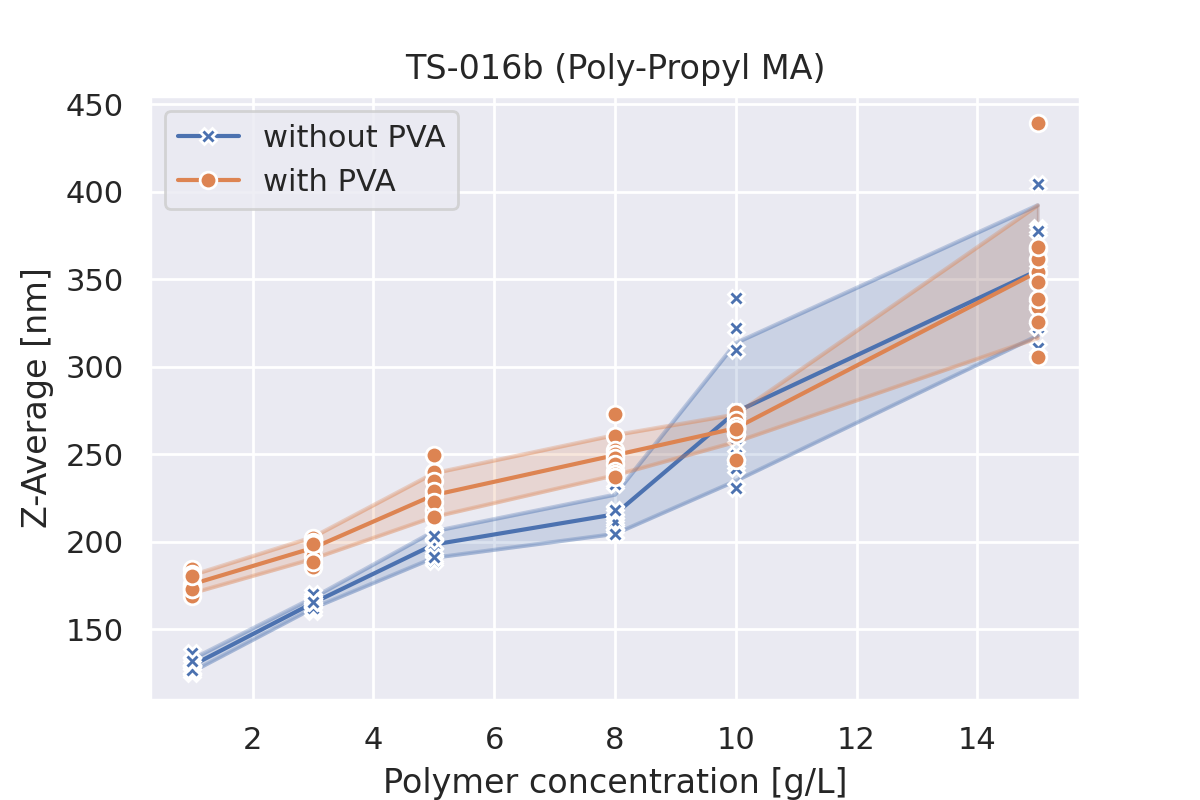 TS-016b (Poly-Propyl MA)
without PVA
with PVA
Z-Average [nm]
450
400
350
300
250
200
150
2 4 6 8 10 12 14
Polymer concentration [g/L]